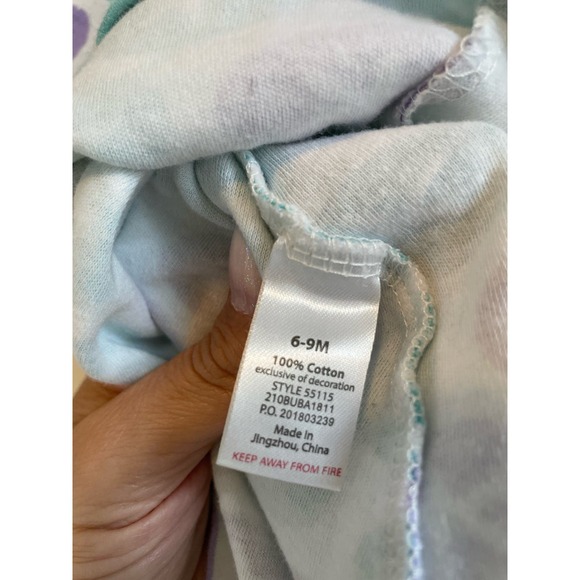 6-9M
100% Cotton
exclusive of decoration
STYLE 55115
210BUBA1811
P.O. 201803239
Made in
Jingzhou, China
KEEP AWAY FROM FIRE